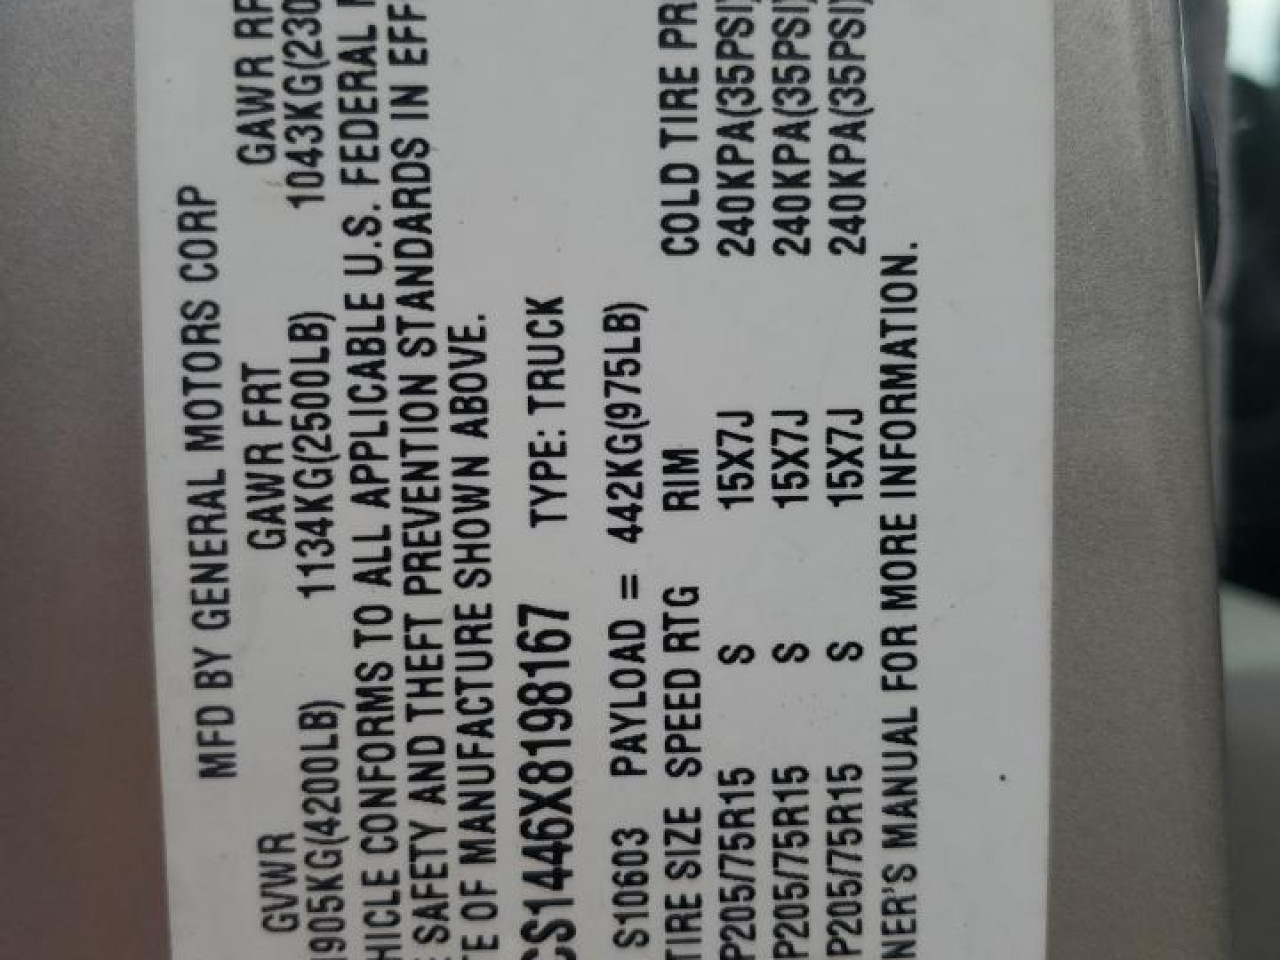 MFD BY GENERAL MOTORS CORP
GVWR GAWR FRT GAWR RR
1905KG(4200LB) 1134KG(2500LB) 1043KG(230
HICLE CONFORMS TO ALL APPLICABLE U.S. FEDERAL
SAFETY AND THEFT PREVENTION STANDARDS IN EFF
TE OF MANUFACTURE SHOWN ABOVE.
CS1446X8198167 TYPE: TRUCK
S10603 PAYLOAD = 442KG(975LB)
TIRE SIZE SPEED RTG RIM COLD TIRE PR
P205/75R15 S 15X7J 240KPA(35PSI)
P205/75R15 S 15X7J 240KPA(35PSI)
P205/75R15 S 15X7J 240KPA(35PSI)
NER'S MANUAL FOR MORE INFORMATION.